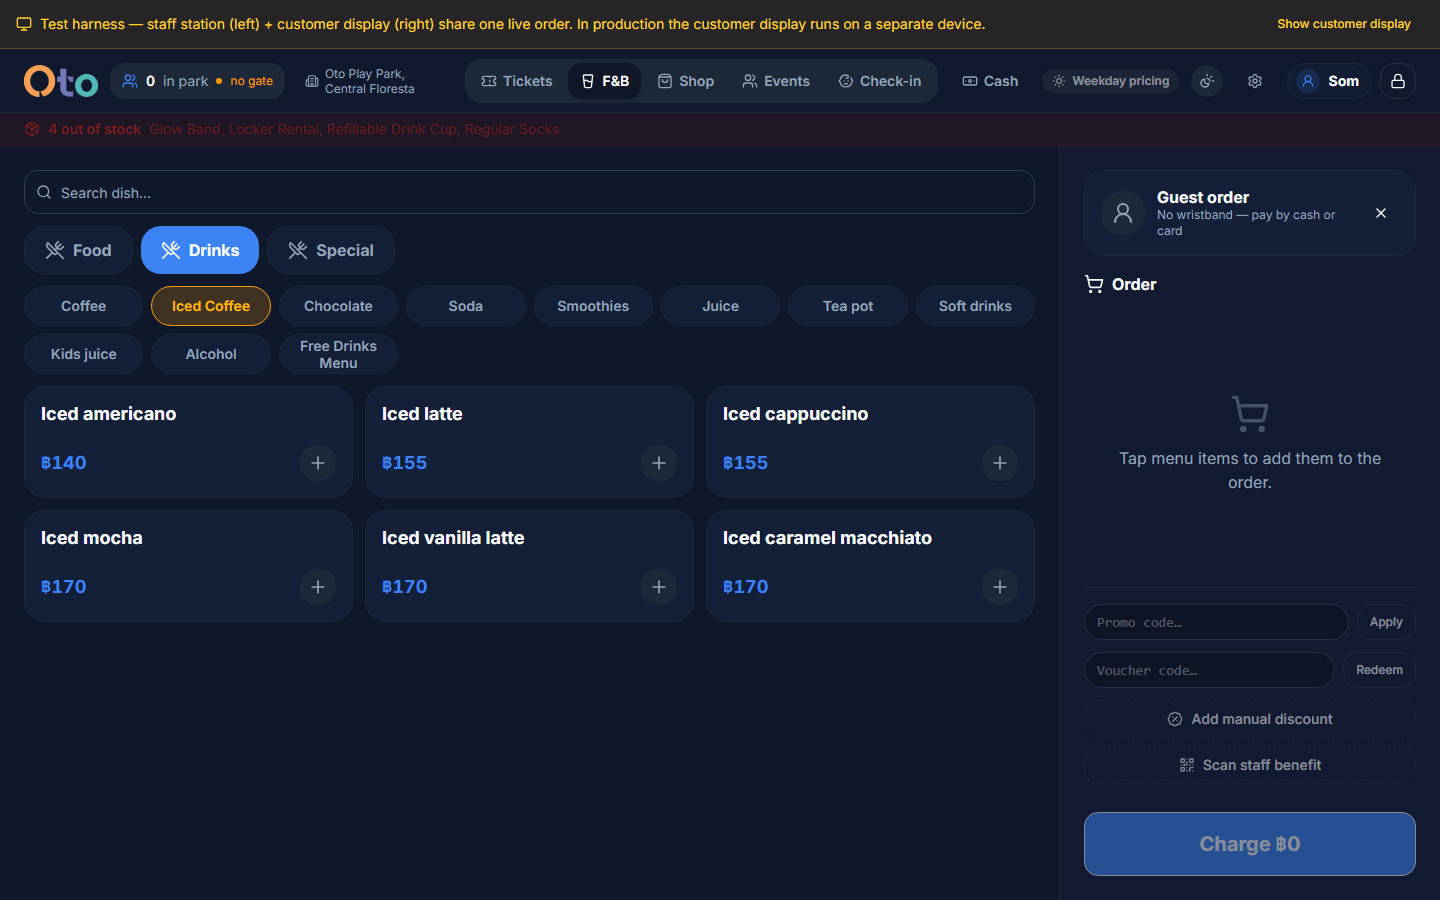 Test harness — staff station (left) + customer display (right) share one live order. In production the customer display runs on a separate device.
Show customer display
Oto
0 in park • no gate
Oto Play Park,
Central Floresta
Tickets
F&B
Shop
Events
Check-in
Cash
Weekday pricing
Som
4 out of stock Glow Band, Locker Rental, Refillable Drink Cup, Regular Socks
Search dish...
Food
Drinks
Special
Coffee
Iced Coffee
Chocolate
Soda
Smoothies
Juice
Tea pot
Soft drinks
Kids juice
Alcohol
Free Drinks
Menu
Iced americano
฿140
Iced latte
฿155
Iced cappuccino
฿155
Iced mocha
฿170
Iced vanilla latte
฿170
Iced caramel macchiato
฿170
Guest order
No wristband — pay by cash or
card
Order
Tap menu items to add them to the
order.
Promo code…
Apply
Voucher code…
Redeem
Add manual discount
Scan staff benefit
Charge ฿0